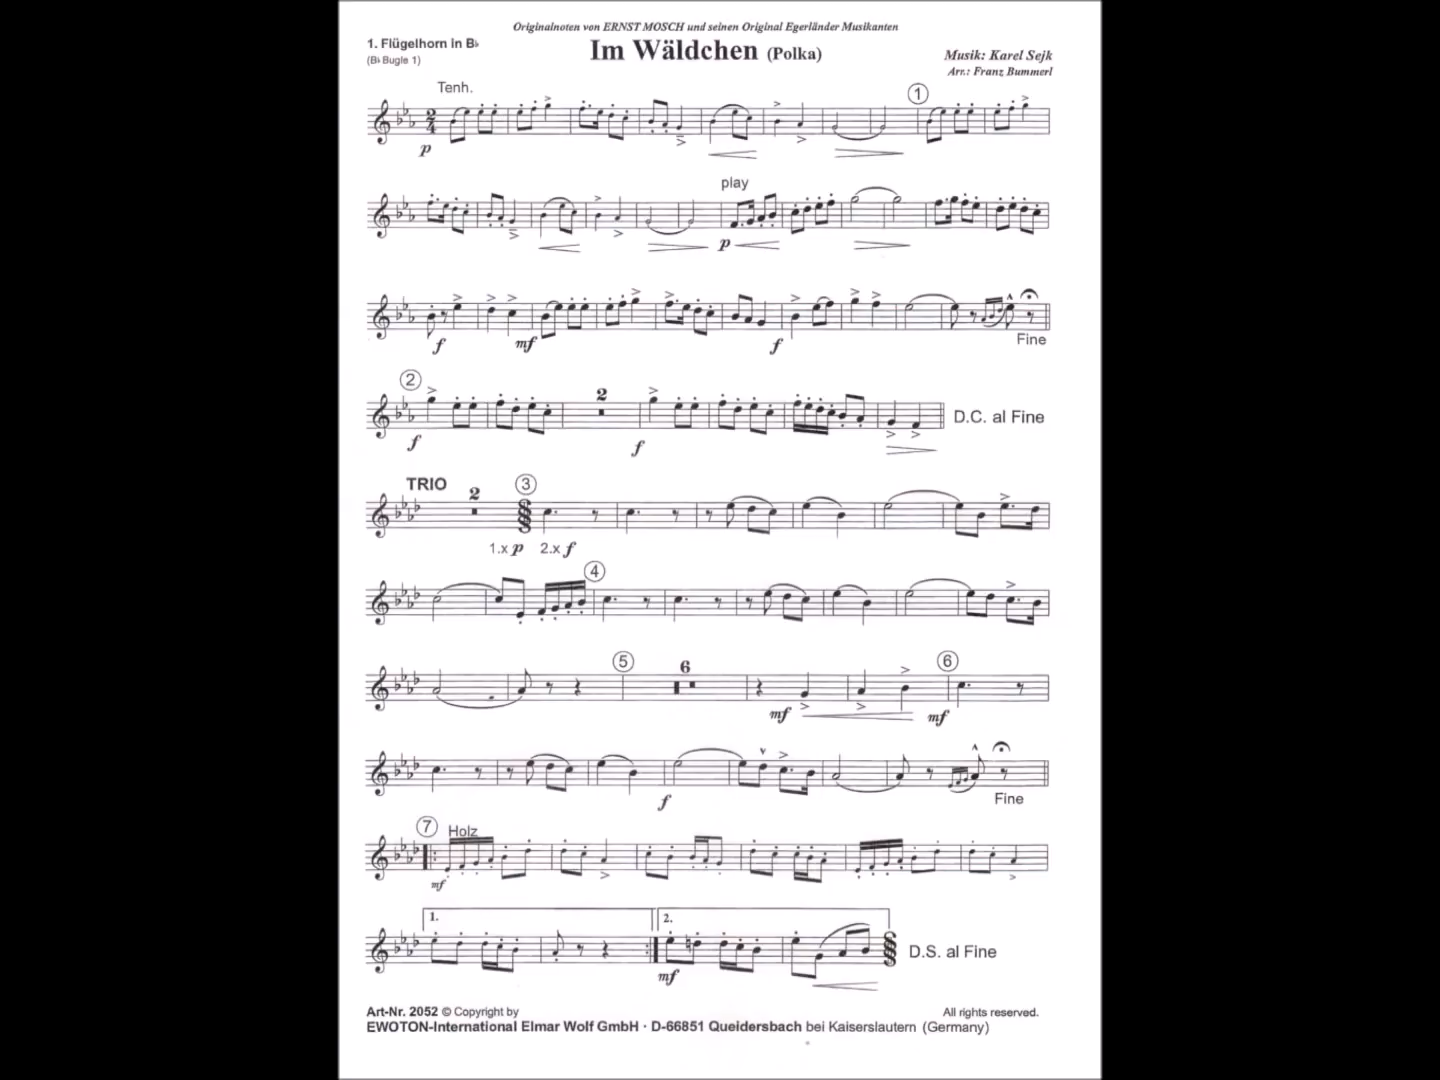 Originalnoten von ERNST MOSCH und seinen Original Egerländer Musikanten
1. Flügelhorn in B♭
(B♭ Bugle 1)
Im Wäldchen (Polka)
Musik: Karel Sejk
Arr.: Franz Bummerl
Tenh.
1
2
4
p
play
p
f
mf
f
Fine
2
2
f
f
D.C. al Fine
TRIO
2
3
1.x p 2.x f
4
5
6
6
mf
mf
f
Fine
7
Holz
mf
1.
2.
mf
D.S. al Fine
Art-Nr. 2052 © Copyright by
All rights reserved.
EWOTON-International Elmar Wolf GmbH · D-66851 Queidersbach bei Kaiserslautern (Germany)